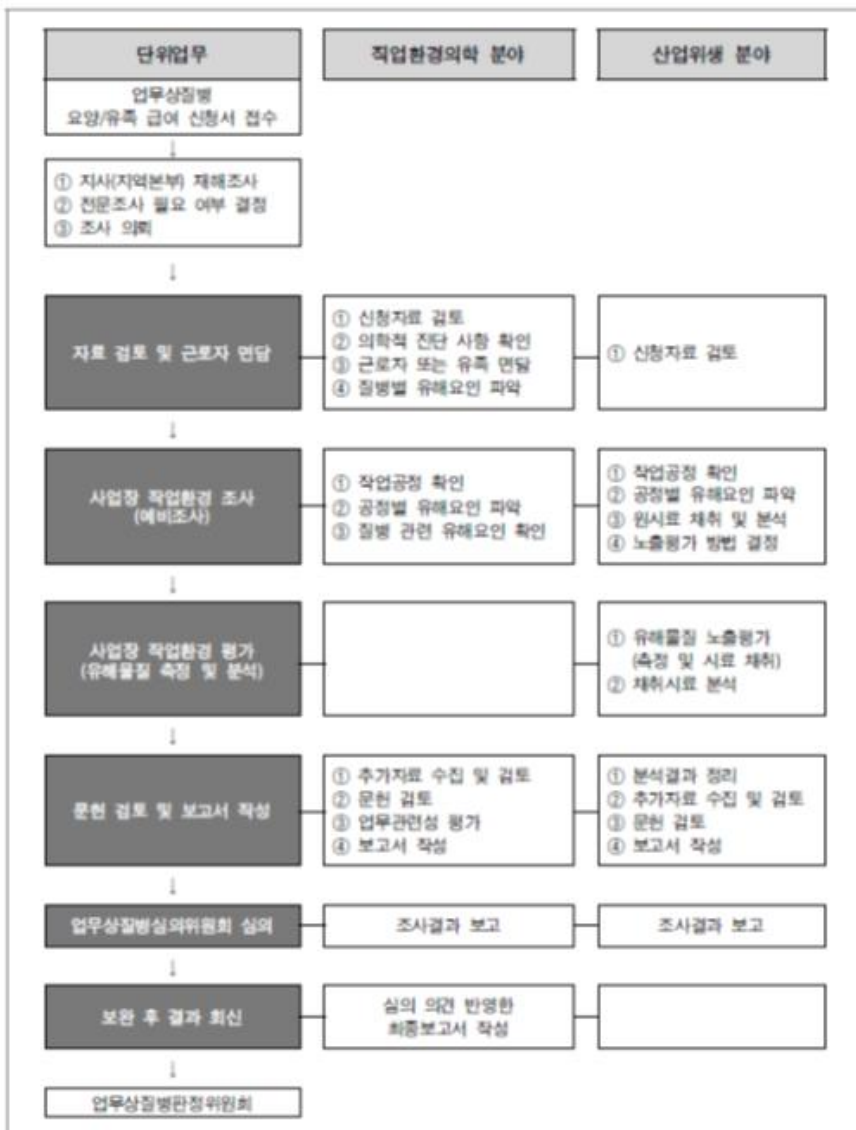 단위업무
직업환경의학 분야
산업위생 분야
업무상질병
요양/유족 급여 신청서 접수
↓
① 지사(지역본부) 재해조사
② 전문조사 필요 여부 결정
③ 조사 의뢰
↓
자료 검토 및 근로자 면담
① 신청자료 검토
② 의학적 진단 사항 확인
③ 근로자 또는 유족 면담
④ 질병별 유해요인 파악
① 신청자료 검토
↓
사업장 작업환경 조사
(예비조사)
① 작업공정 확인
② 공정별 유해요인 파악
③ 질병 관련 유해요인 확인
① 작업공정 확인
② 공정별 유해요인 파악
③ 원시료 채취 및 분석
④ 노출평가 방법 결정
↓
사업장 작업환경 평가
(유해물질 측정 및 분석)
① 유해물질 노출평가
(측정 및 시료 채취)
② 채취시료 분석
↓
문헌 검토 및 보고서 작성
① 추가자료 수집 및 검토
② 문헌 검토
③ 업무관련성 평가
④ 보고서 작성
① 분석결과 정리
② 추가자료 수집 및 검토
③ 문헌 검토
④ 보고서 작성
↓
업무상질병심의위원회 심의
조사결과 보고
조사결과 보고
↓
보완 후 결과 회신
심의 의견 반영한
최종보고서 작성
↓
업무상질병판정위원회